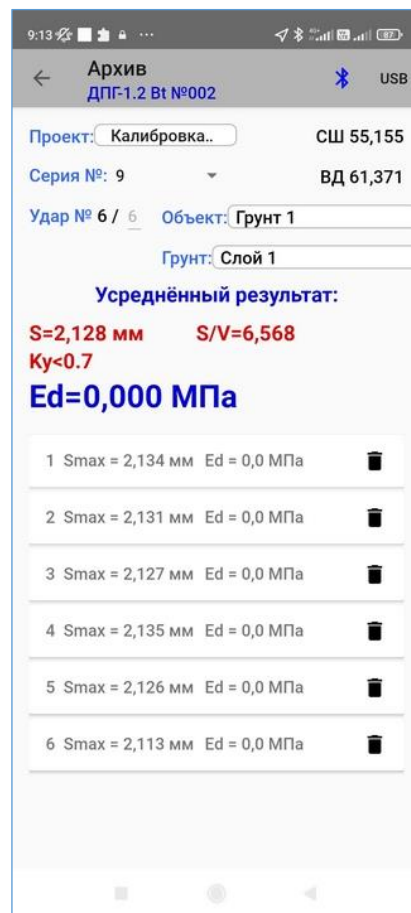 9:13
87
Архив
ДПГ-1.2 Bt №002
USB
Проект: Калибровка..
СШ 55,155
Серия №: 9
ВД 61,371
Удар № 6 / 6 Объект: Грунт 1
Грунт: Слой 1
Усреднённый результат:
S=2,128 мм S/V=6,568
Ку<0.7
Ed=0,000 МПа
1 Smax = 2,134 мм Ed = 0,0 МПа
2 Smax = 2,131 мм Ed = 0,0 МПа
3 Smax = 2,127 мм Ed = 0,0 МПа
4 Smax = 2,135 мм Ed = 0,0 МПа
5 Smax = 2,126 мм Ed = 0,0 МПа
6 Smax = 2,113 мм Ed = 0,0 МПа